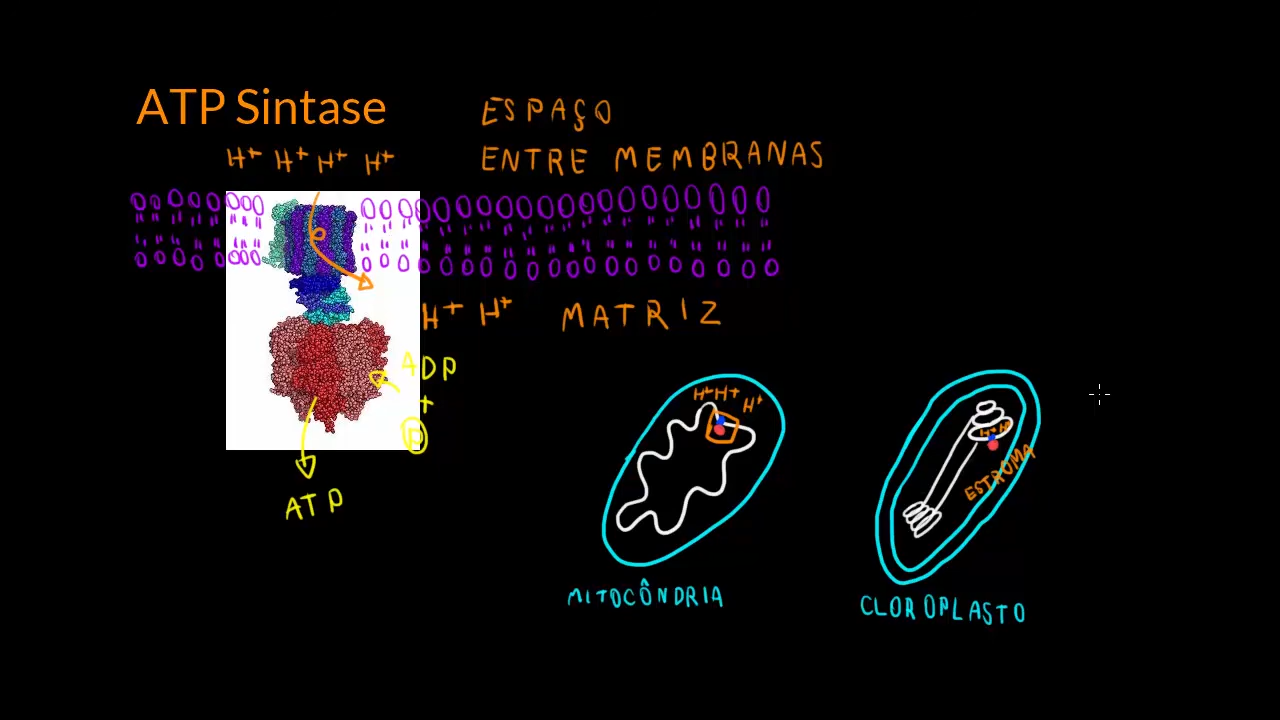 ATP Sintase
ESPAÇO
ENTRE MEMBRANAS
H+ H+ H+ H+
H+ H+
MATRIZ
ADP
+
P
ATP
H+ H+ H+
H+ H+
ESTROMA
MITOCÔNDRIA
CLOROPLASTO